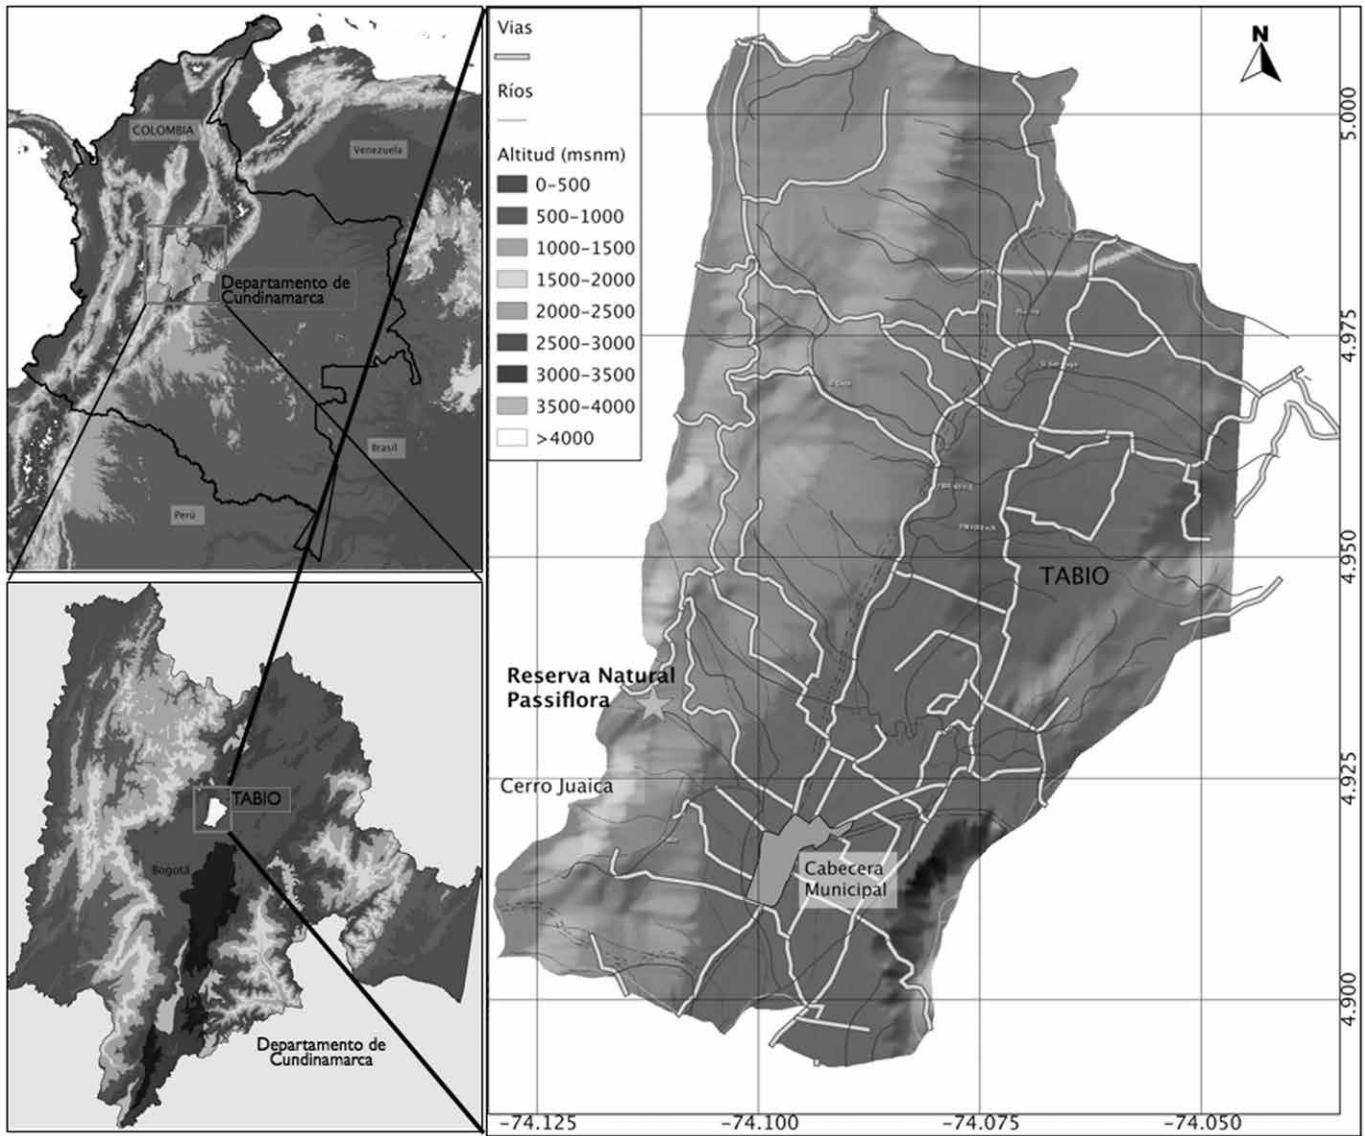 COLOMBIA
Venezuela
Departamento de
Cundinamarca
Brasil
Perú
TABIO
Bogotá
Departamento de
Cundinamarca
Vias
Ríos
Altitud (msnm)
0-500
500-1000
1000-1500
1500-2000
2000-2500
2500-3000
3000-3500
3500-4000
>4000
N
TABIO
Reserva Natural
Passiflora
Cerro Juaica
Cabecera
Municipal
5.000
4.975
4.950
4.925
4.900
-74.125
-74.100
-74.075
-74.050